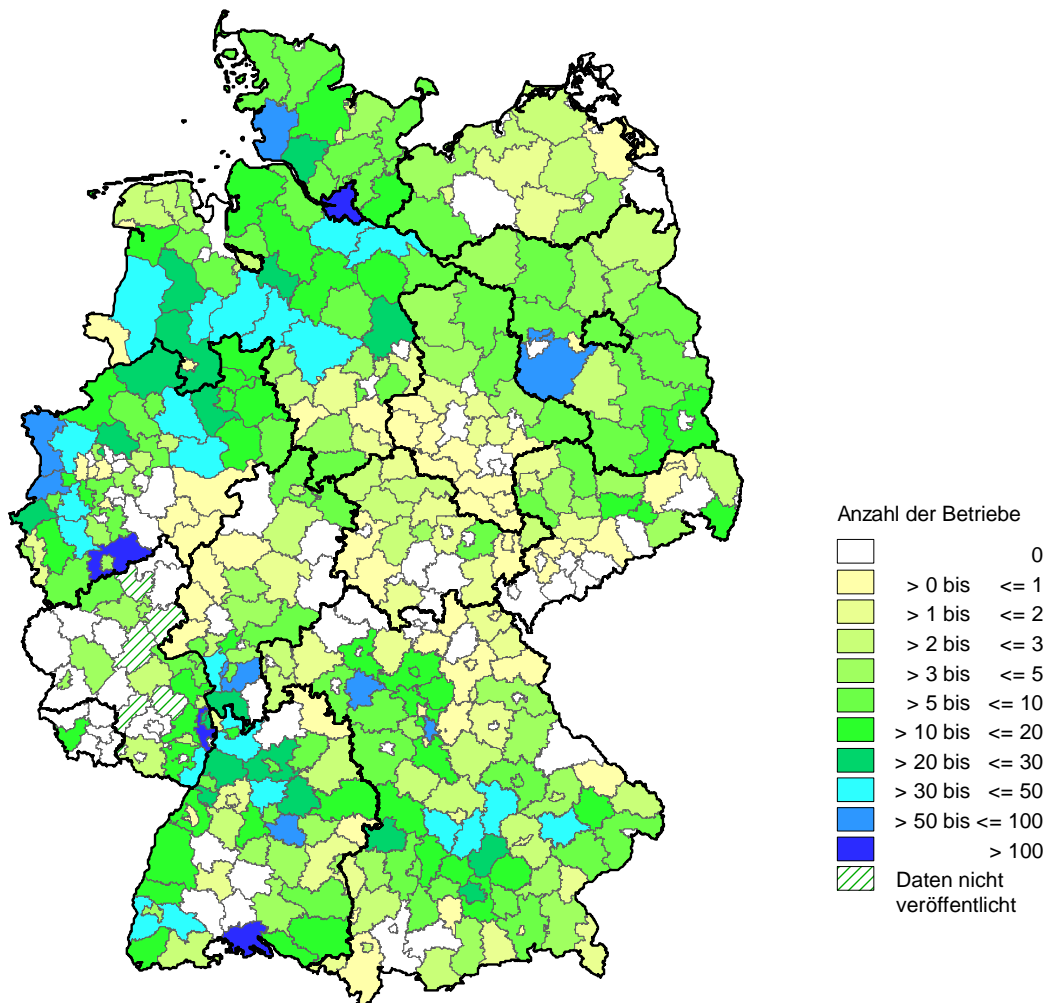 Anzahl der Betriebe
0
> 0 bis <= 1
> 1 bis <= 2
> 2 bis <= 3
> 3 bis <= 5
> 5 bis <= 10
> 10 bis <= 20
> 20 bis <= 30
> 30 bis <= 50
> 50 bis <= 100
> 100
Daten nicht
veröffentlicht